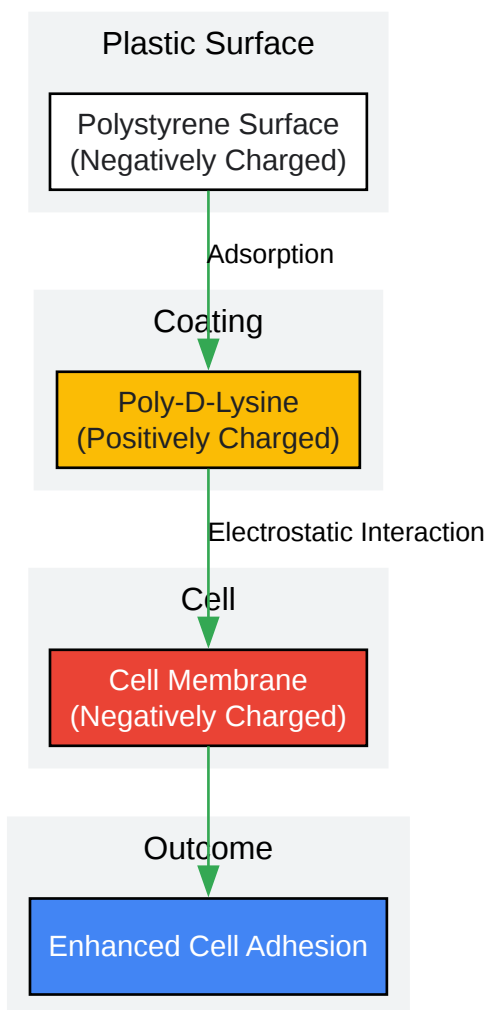 Plastic Surface
Polystyrene Surface
(Negatively Charged)
Adsorption
Coating
Poly-D-Lysine
(Positively Charged)
Electrostatic Interaction
Cell
Cell Membrane
(Negatively Charged)
Outcome
Enhanced Cell Adhesion